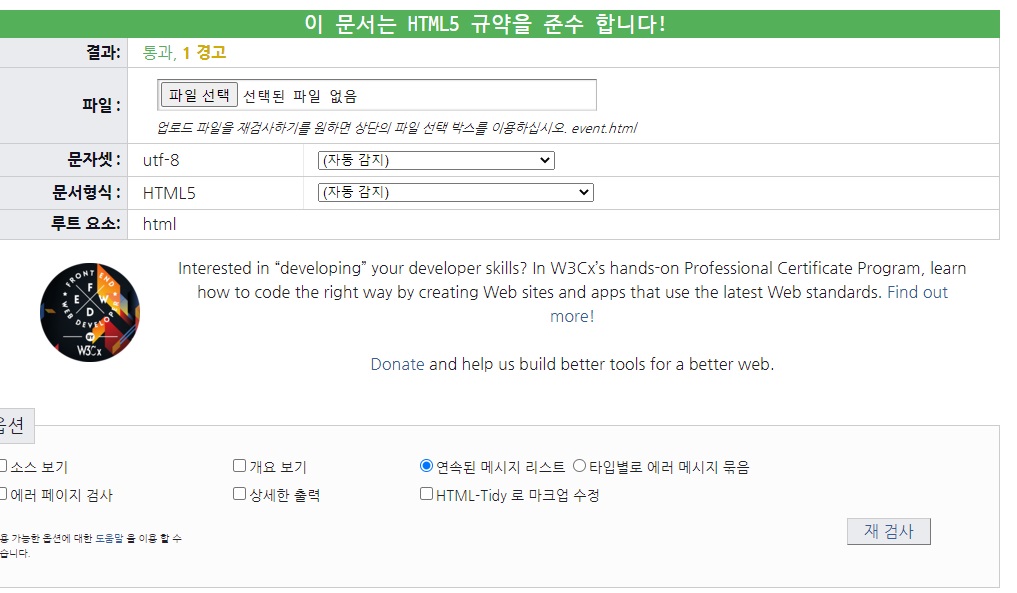 이 문서는 HTML5 규약을 준수 합니다!
결과: 통과, 1 경고
파일 : 파일 선택 선택된 파일 없음
업로드 파일을 재검사하기를 원하면 상단의 파일 선택 박스를 이용하십시오. event.html
문자셋 : utf-8 (자동 감지)
문서형식 : HTML5 (자동 감지)
루트 요소: html
FRONT END WEB DEVELOPER
F E W D
BY
W3Cx
Interested in “developing” your developer skills? In W3Cx’s hands-on Professional Certificate Program, learn
how to code the right way by creating Web sites and apps that use the latest Web standards. Find out
more!
Donate and help us build better tools for a better web.
옵션
소스 보기 개요 보기 연속된 메시지 리스트 타입별로 에러 메시지 묶음
에러 페이지 검사 상세한 출력 HTML-Tidy 로 마크업 수정
용 가능한 옵션에 대한 도움말 을 이용 할 수
습니다.
재 검사